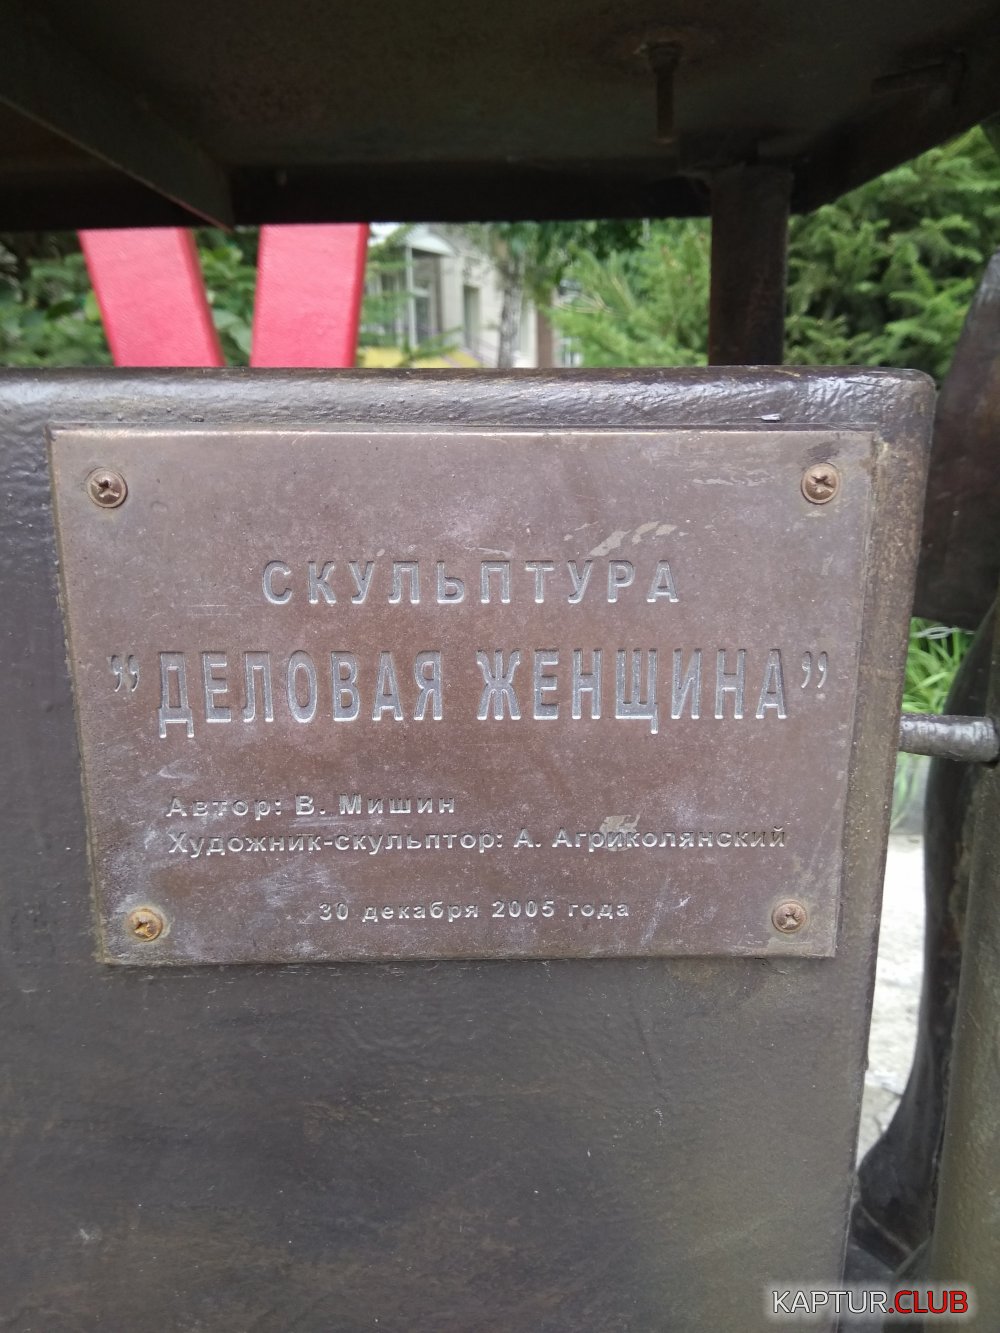 СКУЛЬПТУРА
"ДЕЛОВАЯ ЖЕНЩИНА"
Автор: В. Мишин
Художник-скульптор: А. Агриколянский
30 декабря 2005 года
KAPTUR.CLUB